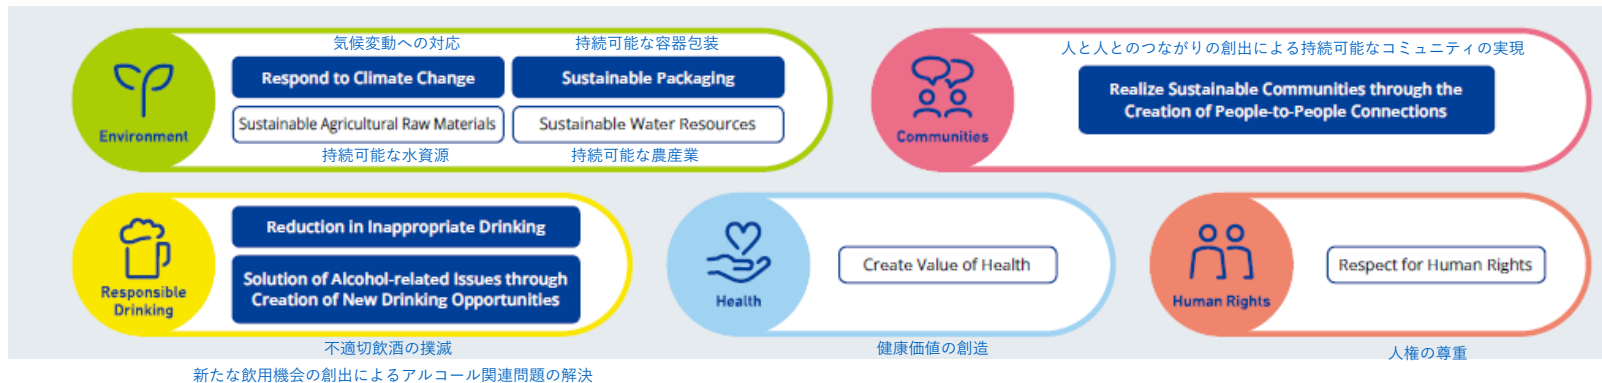 気候変動への対応
持続可能な容器包装
Respond to Climate Change
Sustainable Packaging
Sustainable Agricultural Raw Materials
Sustainable Water Resources
Environment
持続可能な水資源
持続可能な農産業
人と人とのつながりの創出による持続可能なコミュニティの実現
Realize Sustainable Communities through the
Creation of People-to-People Connections
Communities
Reduction in Inappropriate Drinking
Solution of Alcohol-related Issues through
Creation of New Drinking Opportunities
Responsible
Drinking
不適切飲酒の撲滅
新たな飲用機会の創出によるアルコール関連問題の解決
Create Value of Health
Health
健康価値の創造
Respect for Human Rights
Human Rights
人権の尊重